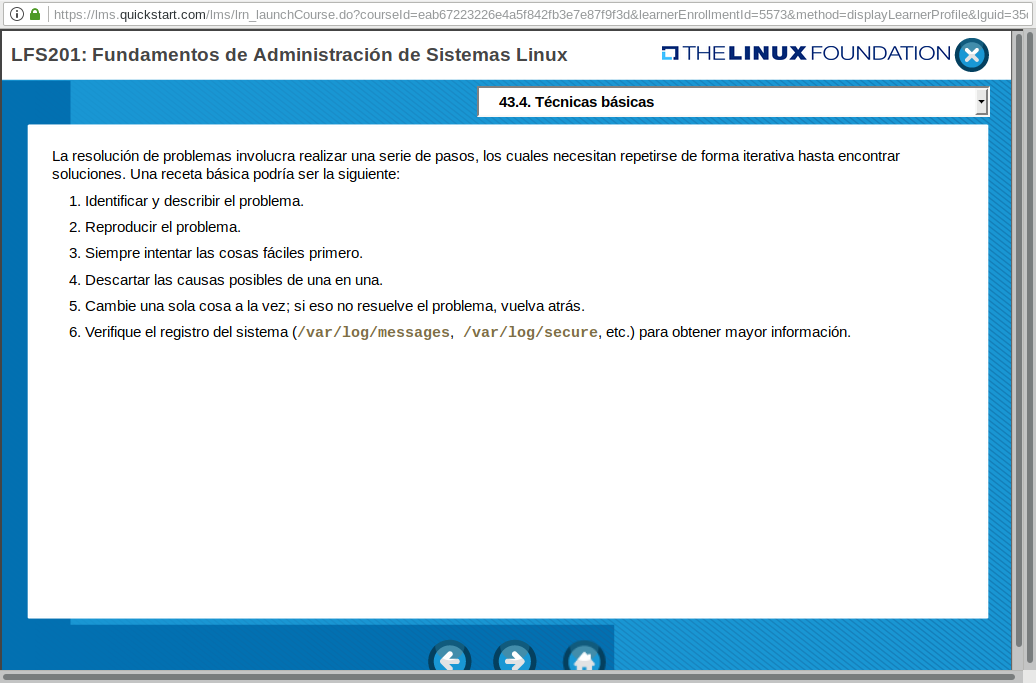 https://lms.quickstart.com/lms/lrn_launchCourse.do?courseId=eab67223226e4a5f842fb3e7e87f9f3d&learnerEnrollmentId=5573&method=displayLearnerProfile&lguid=35
LFS201: Fundamentos de Administración de Sistemas Linux
THE LINUX FOUNDATION
43.4. Técnicas básicas
La resolución de problemas involucra realizar una serie de pasos, los cuales necesitan repetirse de forma iterativa hasta encontrar
soluciones. Una receta básica podría ser la siguiente:
1. Identificar y describir el problema.
2. Reproducir el problema.
3. Siempre intentar las cosas fáciles primero.
4. Descartar las causas posibles de una en una.
5. Cambie una sola cosa a la vez; si eso no resuelve el problema, vuelva atrás.
6. Verifique el registro del sistema (/var/log/messages, /var/log/secure, etc.) para obtener mayor información.